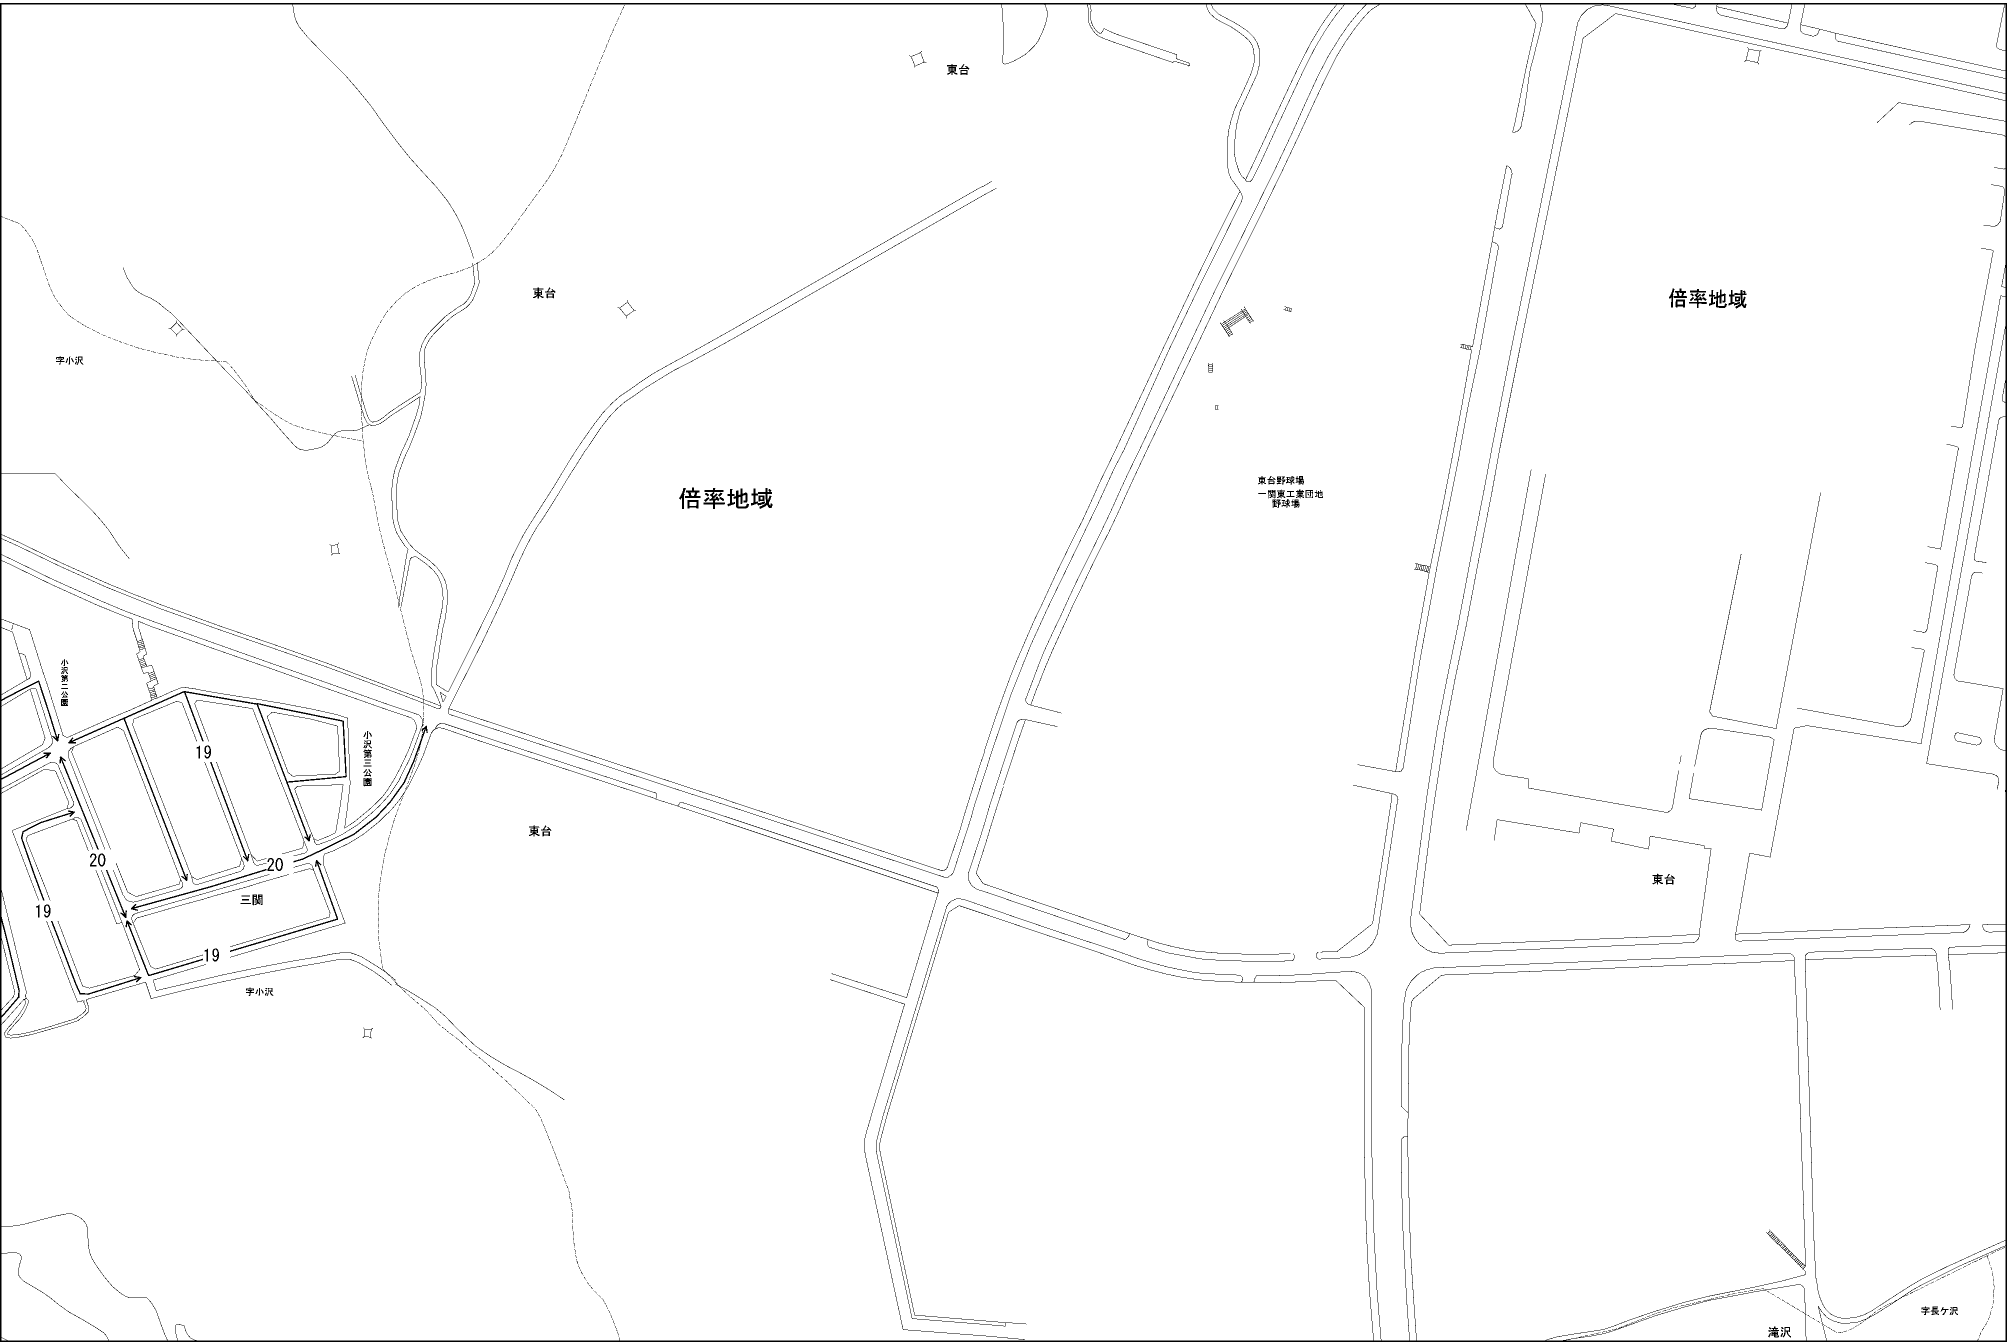 東台
東台
倍率地域
字小沢
東台野球場
一関東工業団地
野球場
倍率地域
小沢第二公園
小沢第三公園
19
東台
20
20
東台
三関
19
19
字小沢
字長ケ沢
滝沢